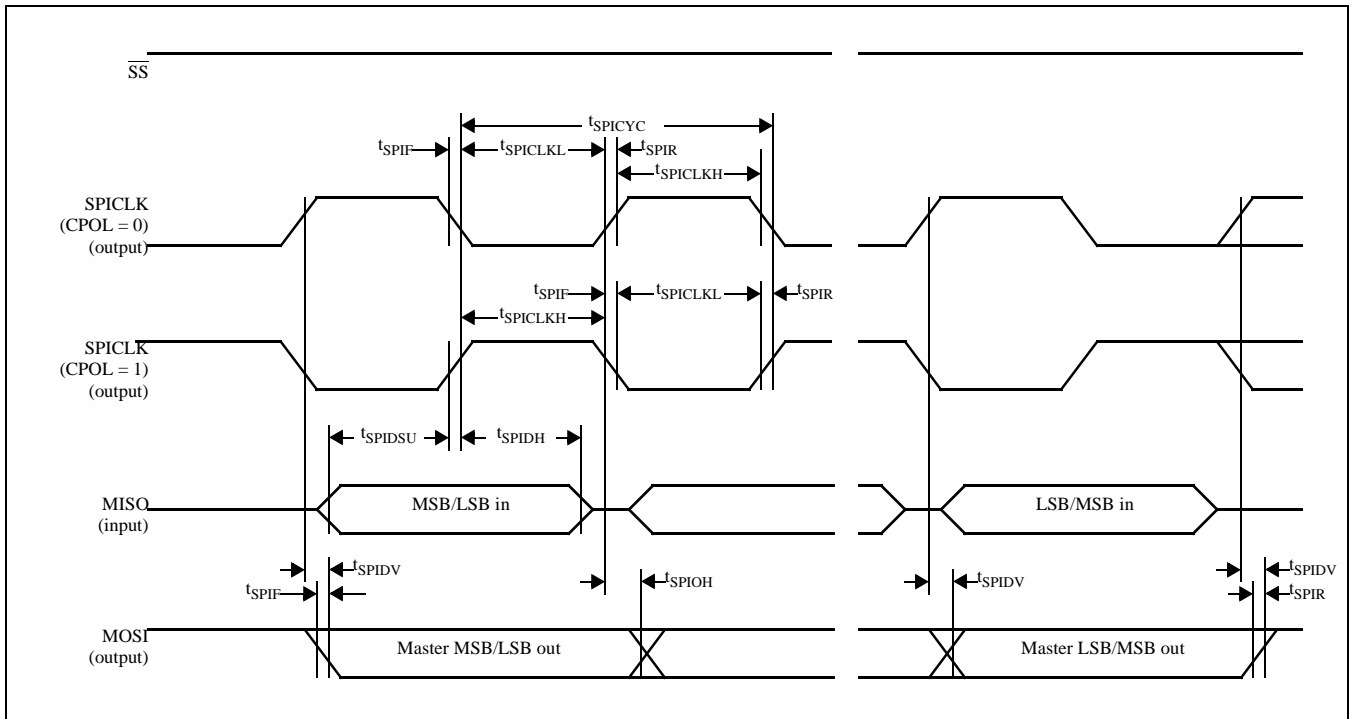 SS
tSPICYC
tSPIF tSPICLKL tSPIR
tSPICLKH
SPICLK
(CPOL = 0)
(output)
tSPIF tSPICLKL tSPIR
tSPICLKH
SPICLK
(CPOL = 1)
(output)
tSPIDSU tSPIDH
MISO
(input)
MSB/LSB in LSB/MSB in
tSPIDV tSPIOH tSPIDV tSPIDV
tSPIF tSPIR
MOSI
(output)
Master MSB/LSB out Master LSB/MSB out